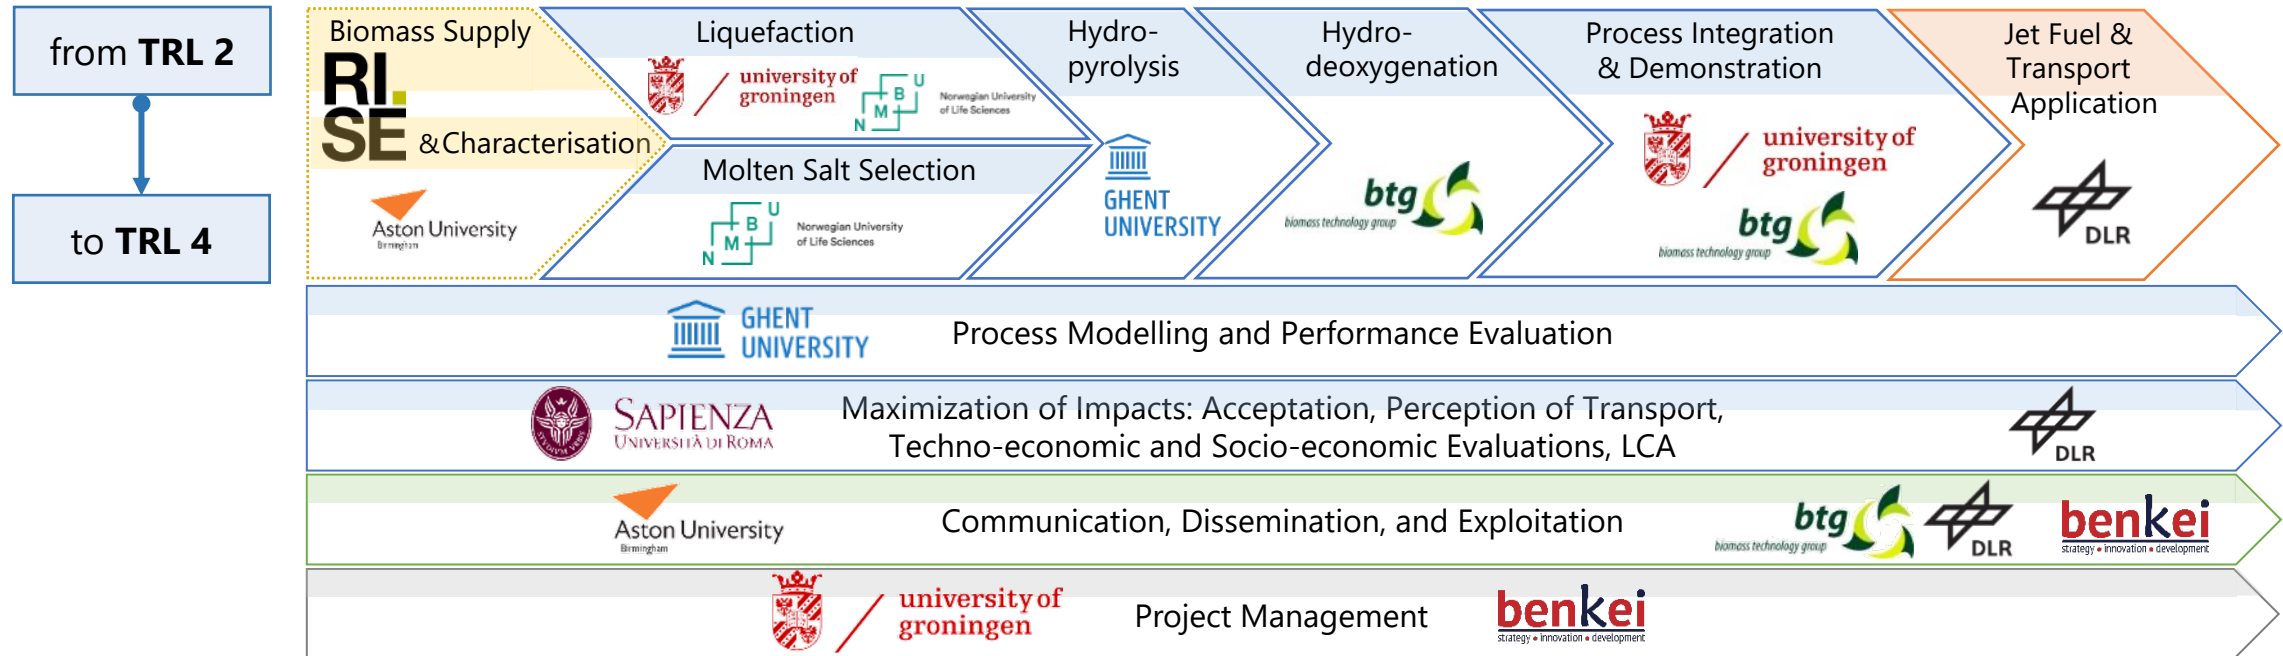 from TRL 2
to TRL 4
Biomass Supply
RI.
SE
&Characterisation
Aston University
Birmingham
Liquefaction
university of
groningen
N M B U
Norwegian University
of Life Sciences
Molten Salt Selection
N M B U
Norwegian University
of Life Sciences
Hydro-
pyrolysis
GHENT
UNIVERSITY
Hydro-
deoxygenation
btg
biomass technology group
Process Integration
& Demonstration
university of
groningen
btg
biomass technology group
Jet Fuel &
Transport
Application
DLR
GHENT
UNIVERSITY
Process Modelling and Performance Evaluation
SAPIENZA
UNIVERSITÀ DI ROMA
Maximization of Impacts: Acceptation, Perception of Transport,
Techno-economic and Socio-economic Evaluations, LCA
DLR
Aston University
Birmingham
Communication, Dissemination, and Exploitation
btg
biomass technology group
DLR
benkei
strategy • innovation • development
university of
groningen
Project Management
benkei
strategy • innovation • development